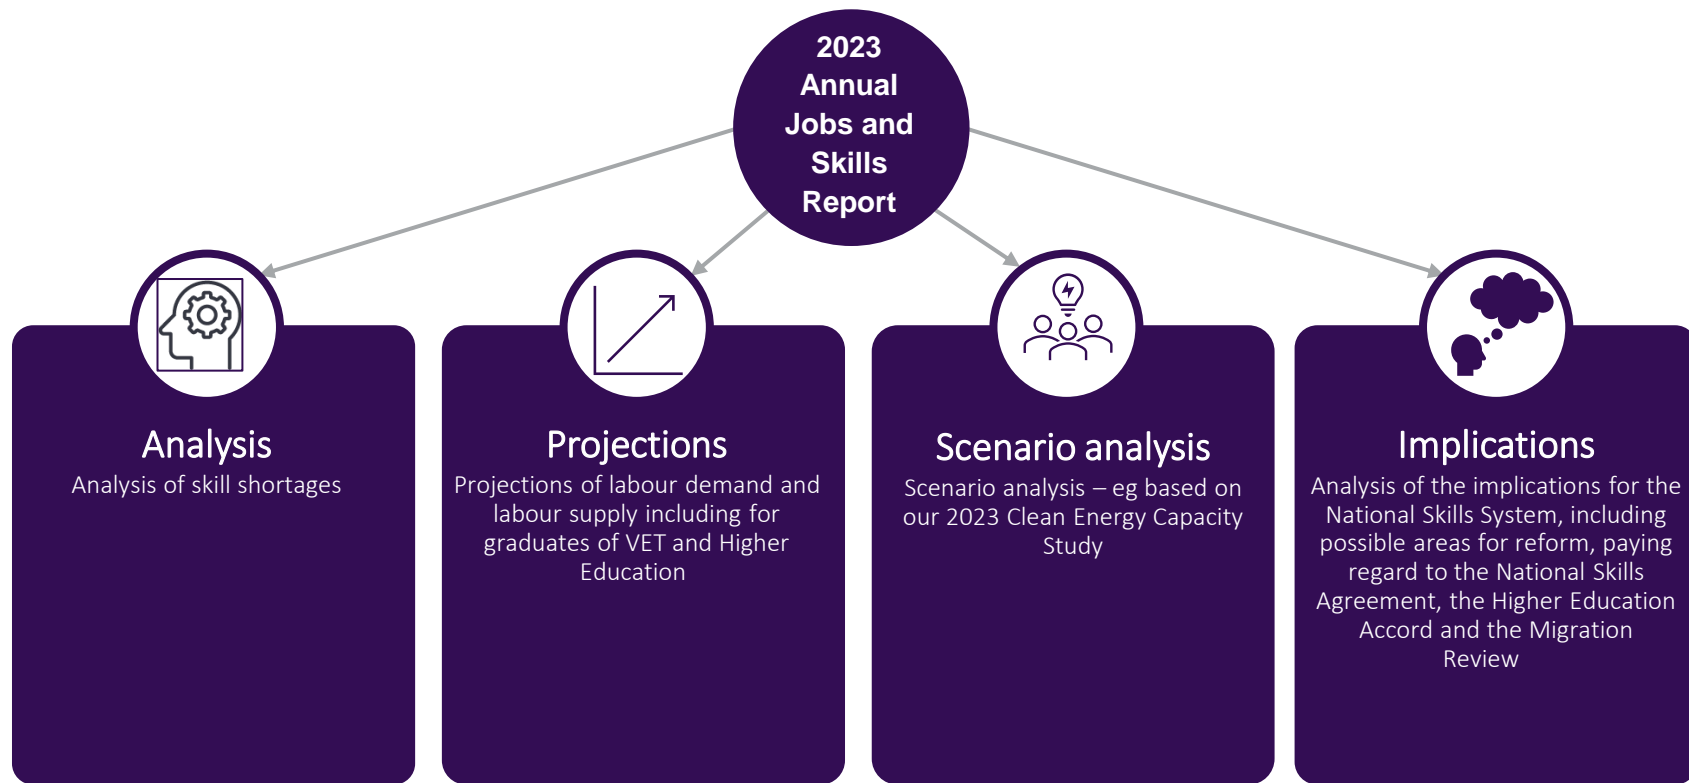 2023
Annual
Jobs and
Skills
Report
Analysis
Analysis of skill shortages
Projections
Projections of labour demand and
labour supply including for
graduates of VET and Higher
Education
Scenario analysis
Scenario analysis – eg based on
our 2023 Clean Energy Capacity
Study
Implications
Analysis of the implications for the
National Skills System, including
possible areas for reform, paying
regard to the National Skills
Agreement, the Higher Education
Accord and the Migration
Review